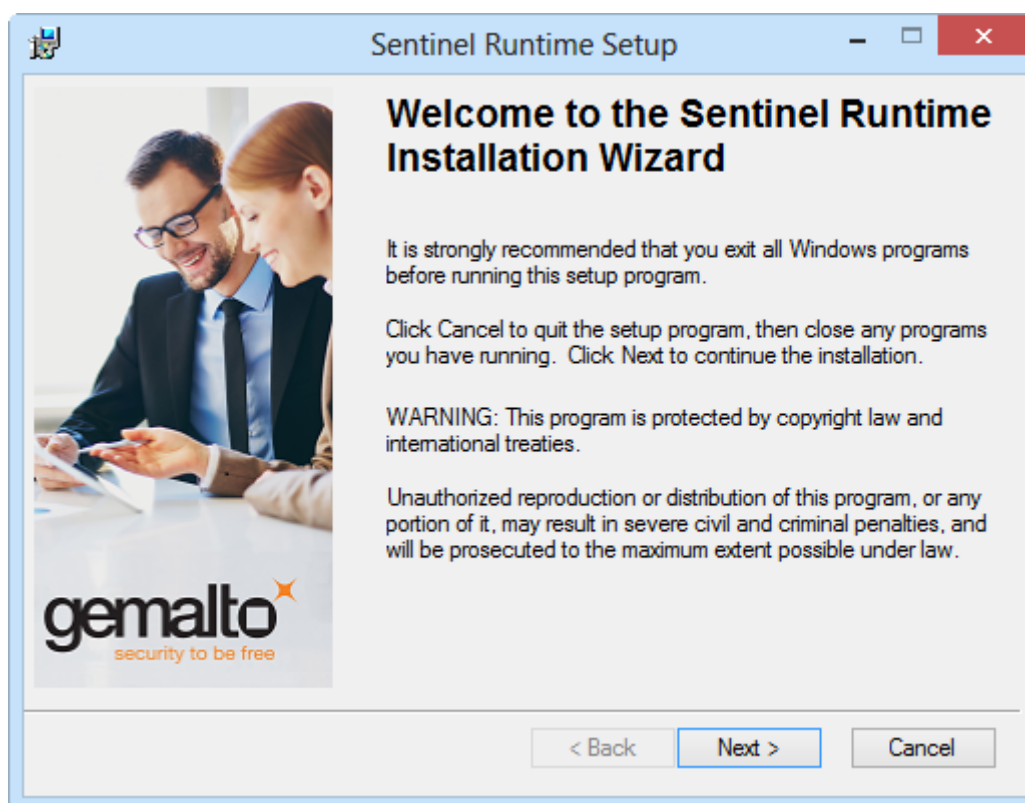 Sentinel Runtime Setup
Welcome to the Sentinel Runtime
Installation Wizard
It is strongly recommended that you exit all Windows programs
before running this setup program.
Click Cancel to quit the setup program, then close any programs
you have running.  Click Next to continue the installation.
WARNING: This program is protected by copyright law and
international treaties.
Unauthorized reproduction or distribution of this program, or any
portion of it, may result in severe civil and criminal penalties, and
will be prosecuted to the maximum extent possible under law.
gemalto
security to be free
< Back
Next >
Cancel